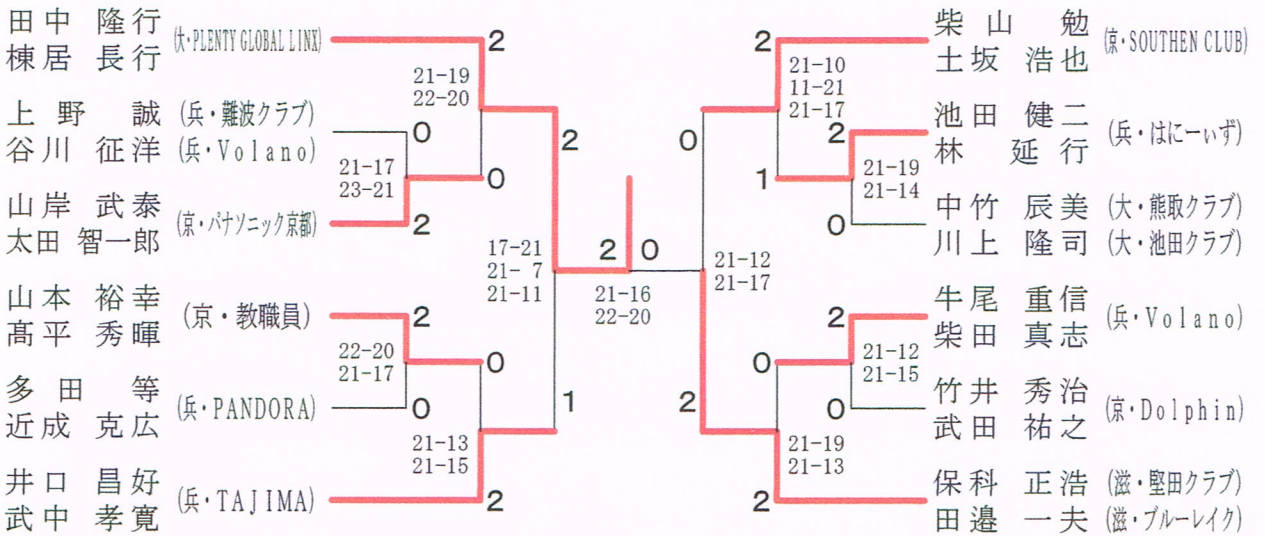 田中 隆行 (大・PLENTY GLOBAL LINX)
棟居 長行
上野 誠 (兵・難波クラブ)
谷川 征洋 (兵・Volano)
山岸 武泰 (京・パナソニック京都)
太田 智一郎
山本 裕幸 (京・教職員)
髙平 秀暉
多田 等 (兵・PANDORA)
近成 克広
井口 昌好 (兵・TAJIMA)
武中 孝寛
2
21-19
22-20
0
21-17
23-21
0
2
2
17-21
21- 7
21-11
2
22-20
21-17
0
0
1
21-13
21-15
2
2 0
21-16
22-20
2
21-10
11-21
21-17
0
2
1
21-19
21-14
0
21-12
21-17
2
0
21-12
21-15
0
2
21-19
21-13
2
柴山 勉 (京・SOUTHEN CLUB)
土坂 浩也
池田 健二 (兵・はにーぃず)
林 延行
中竹 辰美 (大・熊取クラブ)
川上 隆司 (大・池田クラブ)
牛尾 重信 (兵・Volano)
柴田 真志
竹井 秀治 (京・Dolphin)
武田 祐之
保科 正浩 (滋・堅田クラブ)
田邉 一夫 (滋・ブルーレイク)